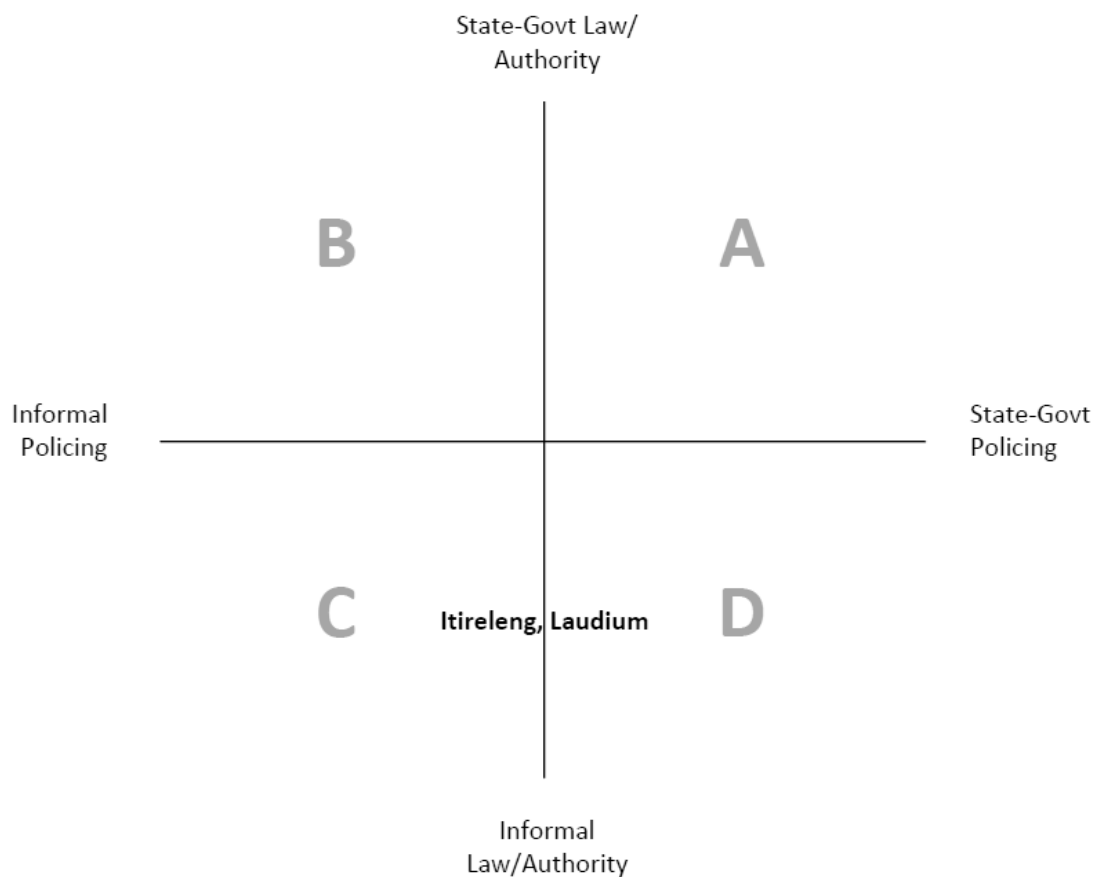 State-Govt Law/
Authority
B
A
Informal
Policing
State-Govt
Policing
C
Itireleng, Laudium
D
Informal
Law/Authority